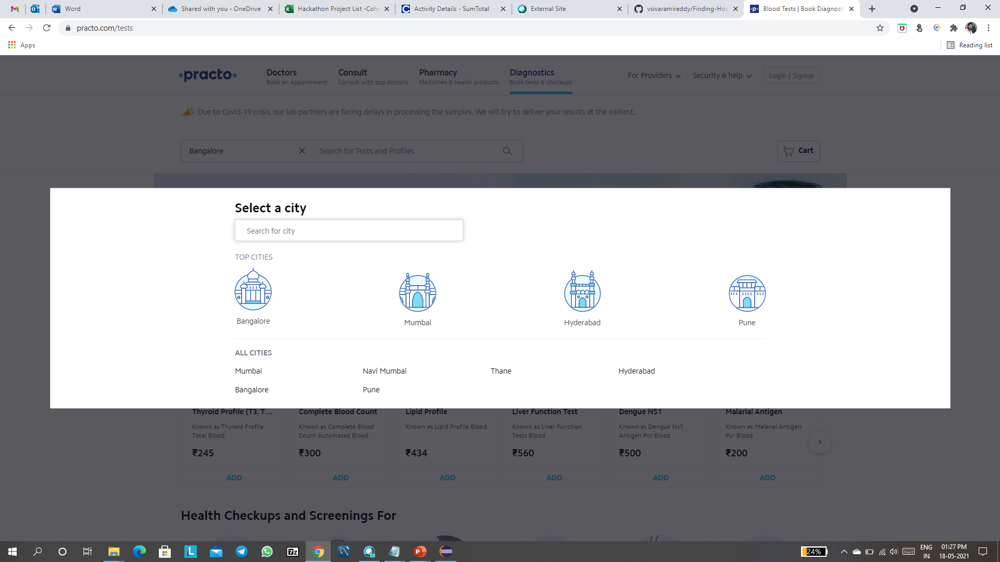 Word
Shared with you - OneDrive
Hackathon Project List -Coh
Activity Details - SumTotal
External Site
vsivaramireddy/Finding-Hos
Blood Tests | Book Diagnost
practo.com/tests
Apps
Reading list
practo
Doctors
Book an appointment
Consult
Consult with top doctors
Pharmacy
Medicines & health products
Diagnostics
Book tests & checkups
For Providers
Security & help
Login / Signup
Due to Covid-19 crisis, our lab partners are facing delays in processing the samples. We will try to deliver your results at the earliest.
Bangalore
Search for Tests and Profiles
Cart
Select a city
Search for city
TOP CITIES
Bangalore
Mumbai
Hyderabad
Pune
ALL CITIES
Mumbai
Navi Mumbai
Thane
Hyderabad
Bangalore
Pune
Thyroid Profile (T3, T...
Known as Thyroid Profile
Total Blood
₹245
ADD
Complete Blood Count
Known as Complete Blood
Count Automated Blood
₹300
ADD
Lipid Profile
Known as Lipid Profile Blood
₹434
ADD
Liver Function Test
Known as Liver Function
Tests Blood
₹560
ADD
Dengue NS1
Known as Dengue Ns1
Antigen Pcr Blood
₹500
ADD
Malarial Antigen
Known as Malarial Antigen
Pcr Blood
₹200
ADD
Health Checkups and Screenings For
24%
ENG
IN
01:27 PM
18-05-2021